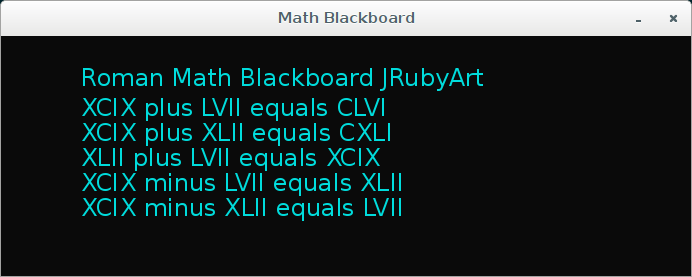 Math Blackboard
Roman Math Blackboard JRubyArt
XCIX plus LVII equals CLVI
XCIX plus XLII equals CXLI
XLII plus LVII equals XCIX
XCIX minus LVII equals XLII
XCIX minus XLII equals LVII